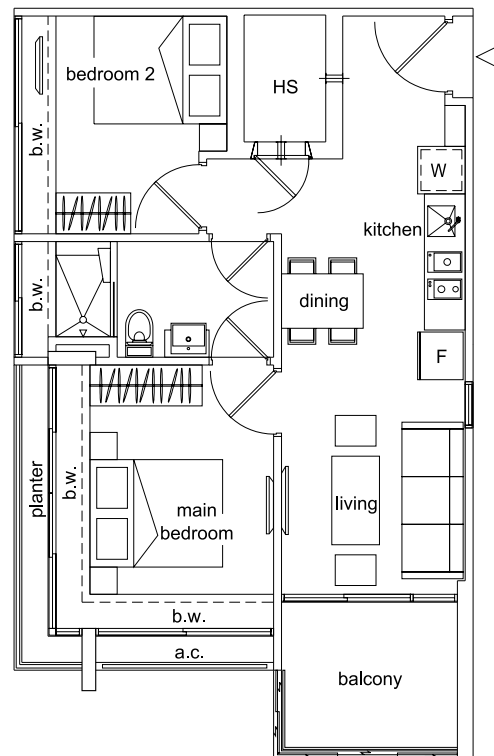 bedroom 2
HS
b.w.
W
kitchen
b.w.
dining
F
planter
b.w.
main
bedroom
living
b.w.
a.c.
balcony